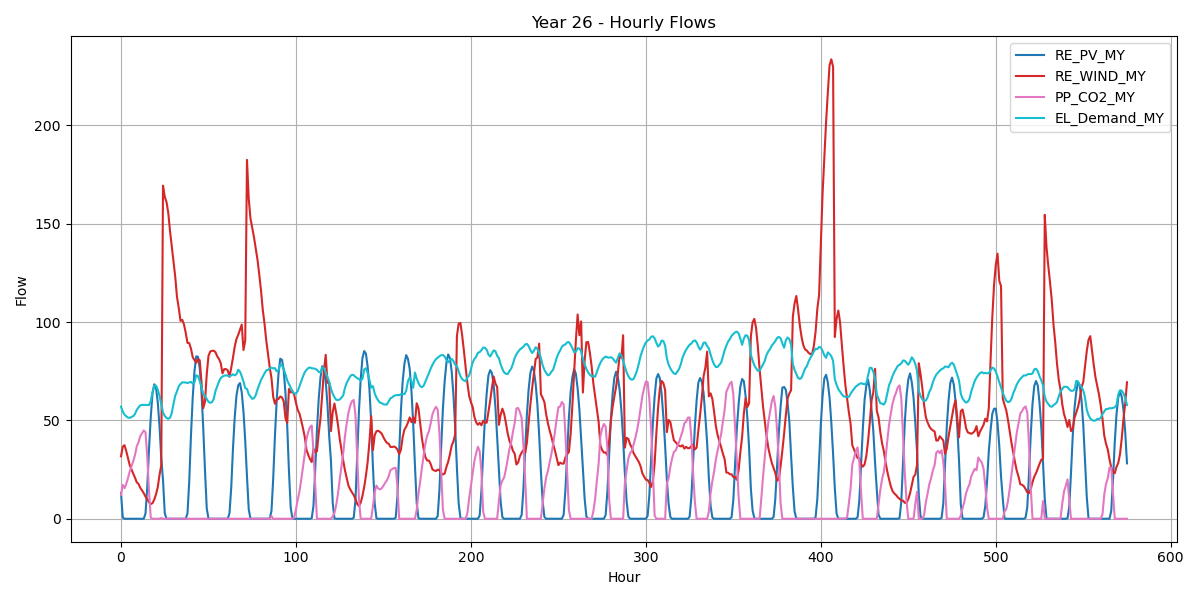 Year 26 - Hourly Flows
RE_PV_MY
RE_WIND_MY
PP_CO2_MY
EL_Demand_MY
Flow
200
150
100
50
0
0
100
200
300
400
500
600
Hour